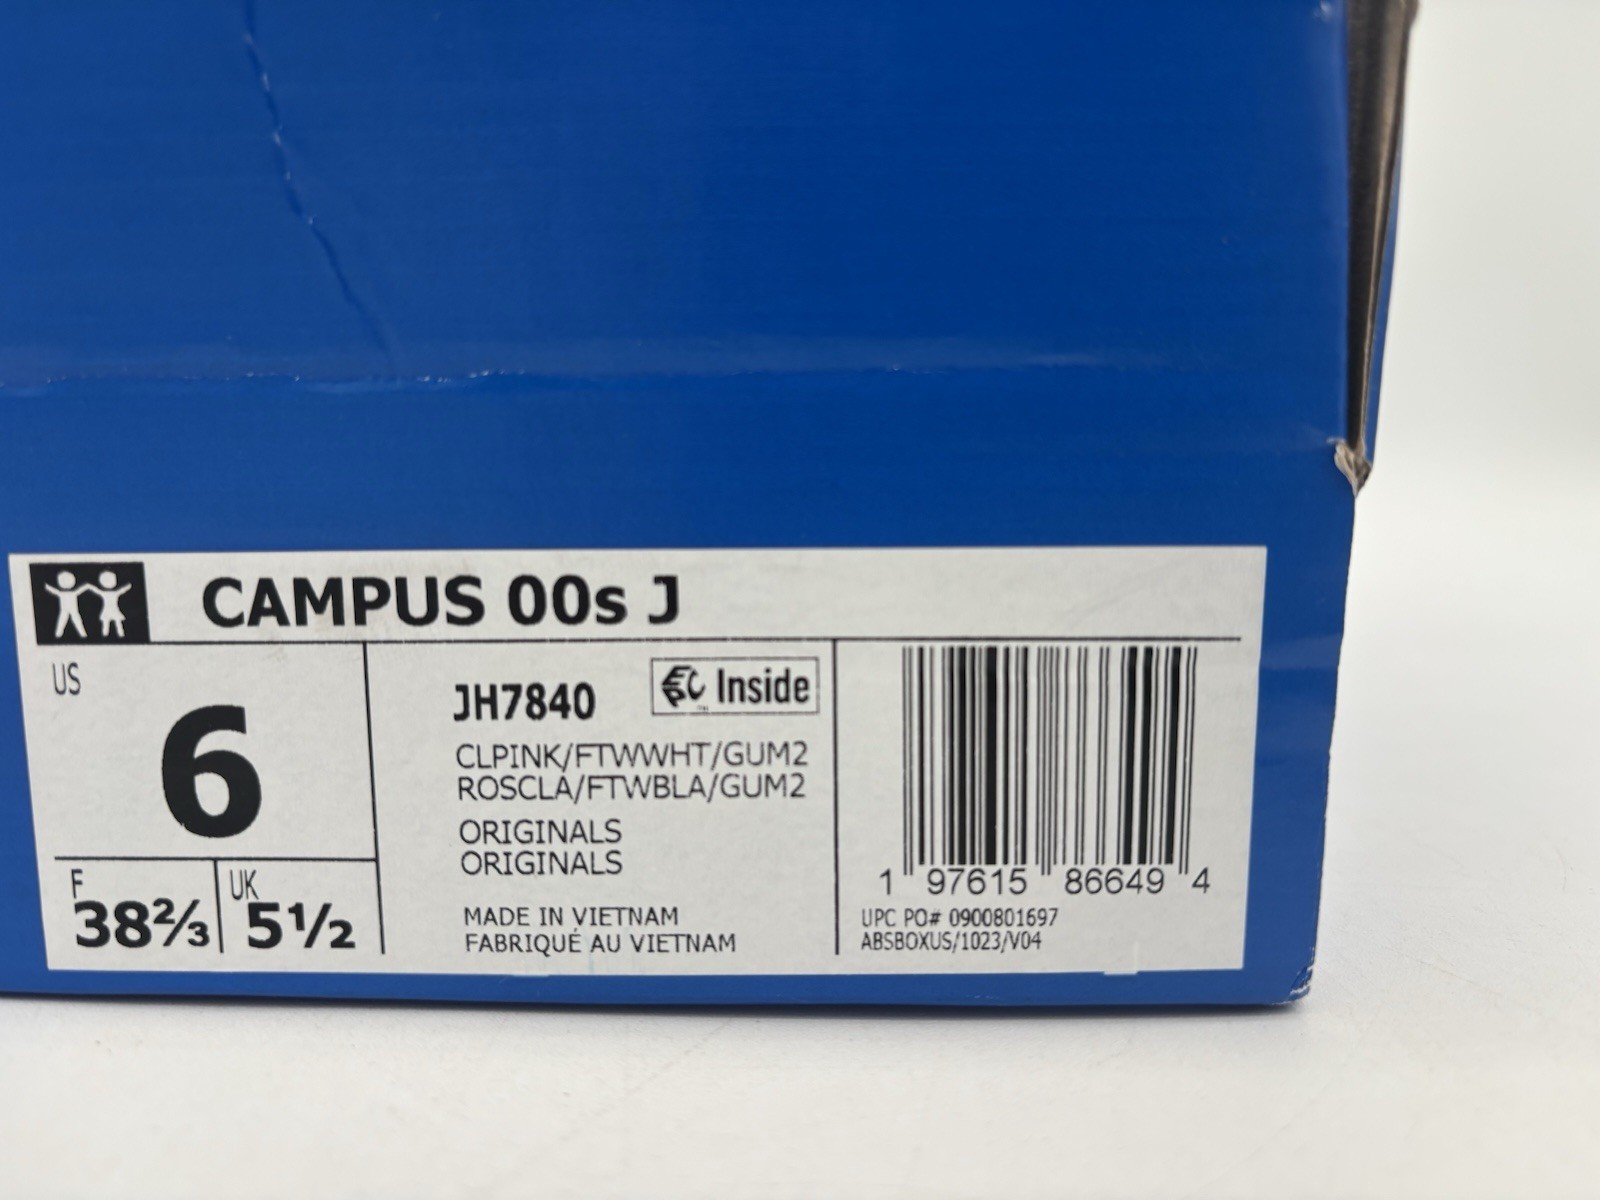 CAMPUS 00s J
US
6
F
38⅔
UK
5½
JH7840
EPC Inside
CLPINK/FTWWHT/GUM2
ROSCLA/FTWBLA/GUM2
ORIGINALS
ORIGINALS
MADE IN VIETNAM
FABRIQUÉ AU VIETNAM
1 97615 86649 4
UPC PO# 0900801697
ABSBOXUS/1023/V04